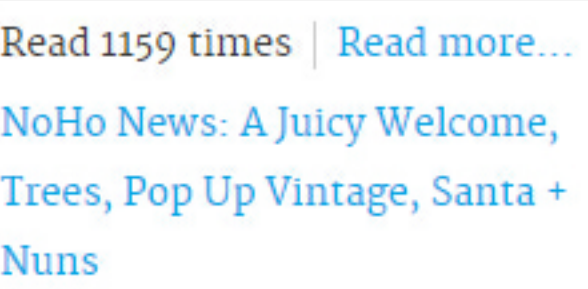 Read 1159 times | Read more...
NoHo News: A Juicy Welcome,
Trees, Pop Up Vintage, Santa +
Nuns